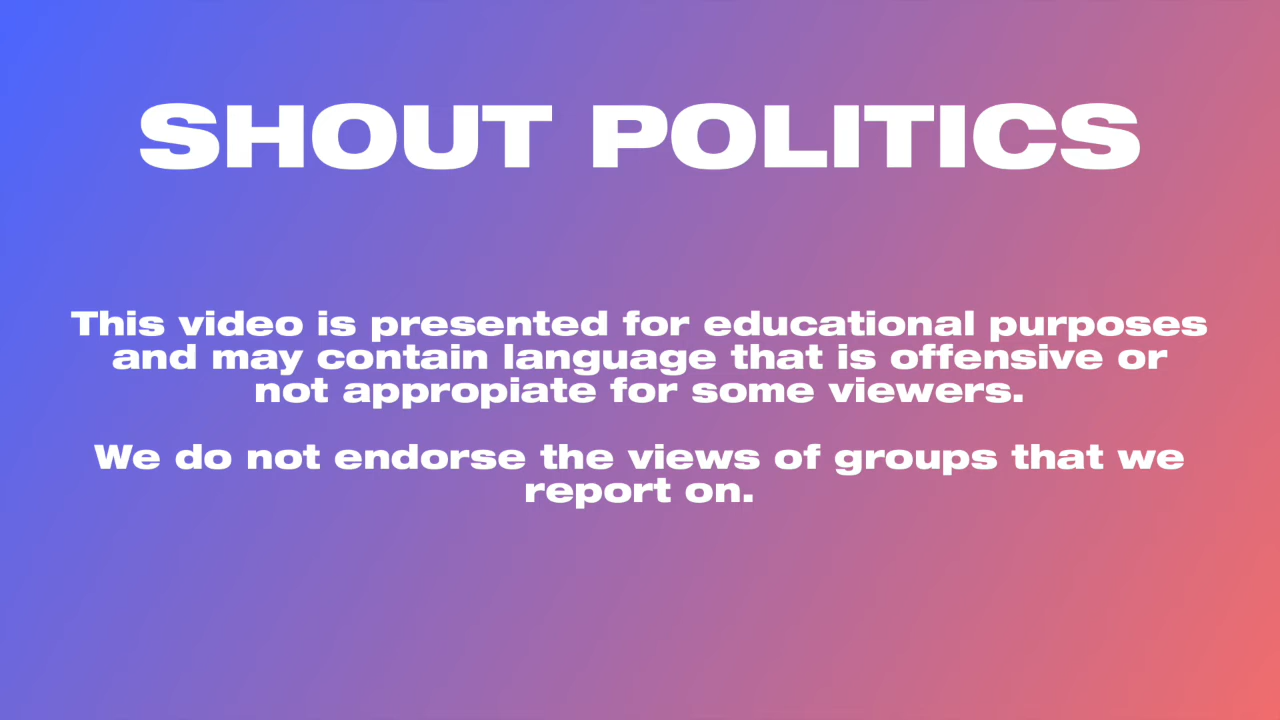 SHOUT POLITICS
This video is presented for educational purposes
and may contain language that is offensive or
not appropiate for some viewers.
We do not endorse the views of groups that we
report on.